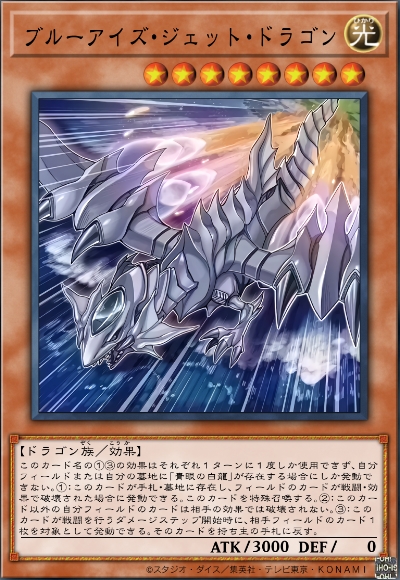 ブルーアイズ・ジェット・ドラゴン
光
ひかり
【ドラゴン族／効果】
ぞく こうか
このカード名の①③の効果はそれぞれ１ターンに１度しか使用できず、自分
フィールドまたは自分の墓地に「青眼の白龍」が存在する場合にしか発動で
きない。①：このカードが手札・墓地に存在し、フィールドのカードが戦闘・効
果で破壊された場合に発動できる。このカードを特殊召喚する。②：このカー
ド以外の自分フィールドのカードは相手の効果では破壊されない。③：この
カードが戦闘を行うダメージステップ開始時に、相手フィールドのカード１
枚を対象として発動できる。そのカードを持ち主の手札に戻す。
ATK/3000 DEF/ 0
©スタジオ・ダイス／集英社・テレビ東京・KONAMI